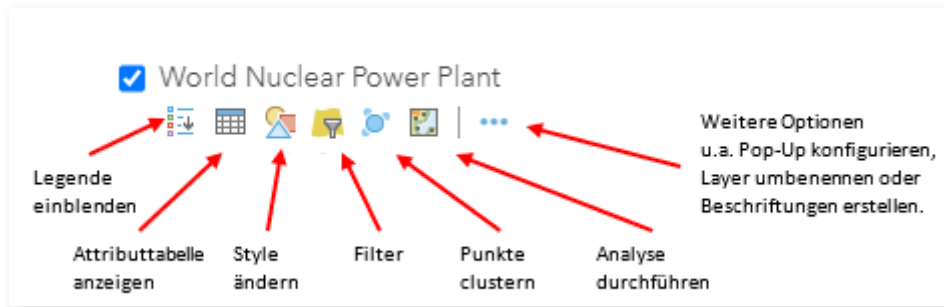 World Nuclear Power Plant
Legende
einblenden
Attributtabelle
anzeigen
Style
ändern
Filter
Punkte
clustern
Analyse
durchführen
Weitere Optionen
u.a. Pop-Up konfigurieren,
Layer umbenennen oder
Beschriftungen erstellen.